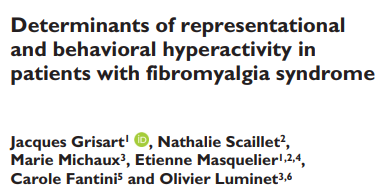 Determinants of representational
and behavioral hyperactivity in
patients with fibromyalgia syndrome
Jacques Grisart1 iD, Nathalie Scaillet2,
Marie Michaux3, Etienne Masquelier1,2,4,
Carole Fantini5 and Olivier Luminet3,6